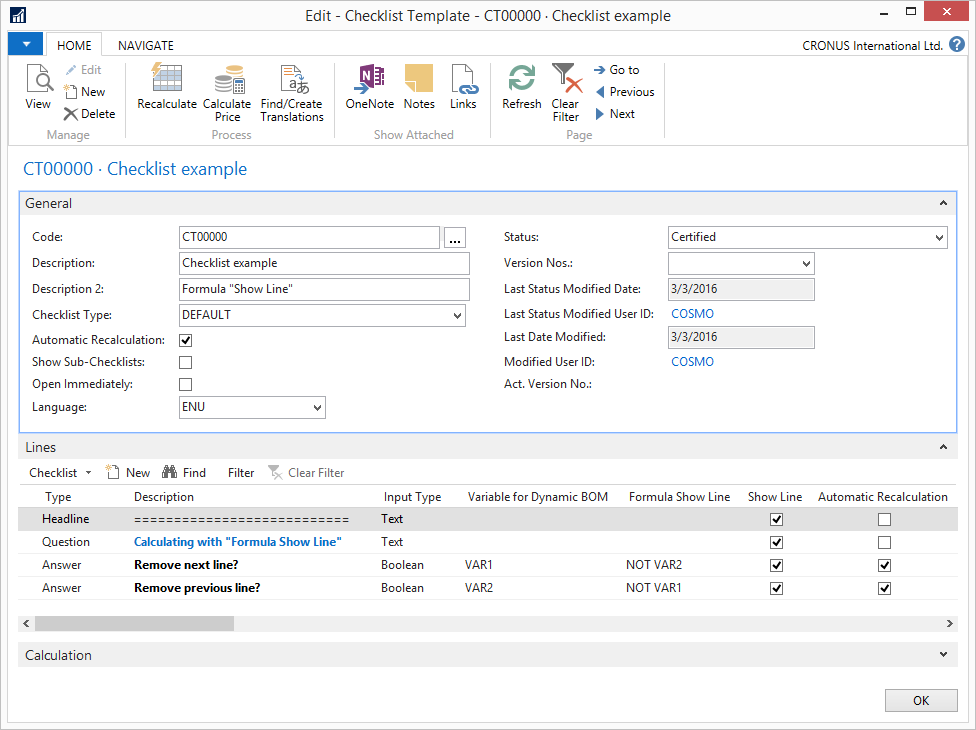 Edit - Checklist Template - CT00000 · Checklist example
HOME NAVIGATE CRONUS International Ltd. ?
View
Edit
New
Delete
Manage
Recalculate
Calculate Price
Find/Create Translations
Process
OneNote
Notes
Links
Show Attached
Refresh
Clear Filter
Go to
Previous
Next
Page
CT00000 · Checklist example
General
Code: CT00000 ...
Description: Checklist example
Description 2: Formula "Show Line"
Checklist Type: DEFAULT
Automatic Recalculation:
Show Sub-Checklists:
Open Immediately:
Language: ENU
Status: Certified
Version Nos.:
Last Status Modified Date: 3/3/2016
Last Status Modified User ID: COSMO
Last Date Modified: 3/3/2016
Modified User ID: COSMO
Act. Version No.:
Lines
Checklist New Find Filter Clear Filter
Type Description Input Type Variable for Dynamic BOM Formula Show Line Show Line Automatic Recalculation
Headline =========================== Text
Question Calculating with "Formula Show Line" Text
Answer Remove next line? Boolean VAR1 NOT VAR2
Answer Remove previous line? Boolean VAR2 NOT VAR1
Calculation
OK